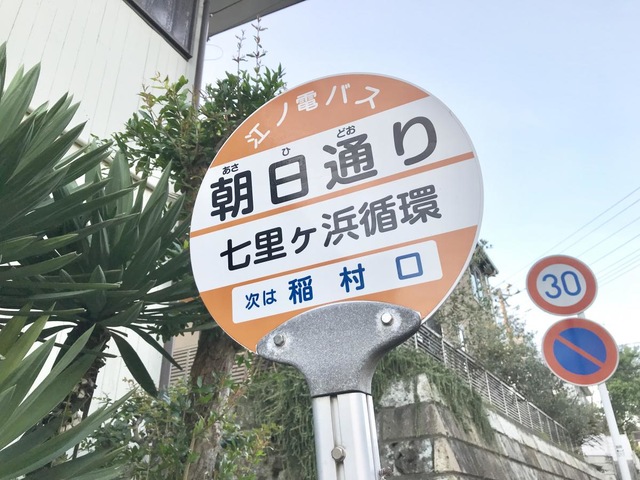 江ノ電バス
あさ ひ どお
朝日通り
七里ヶ浜循環
次は 稲村口
30